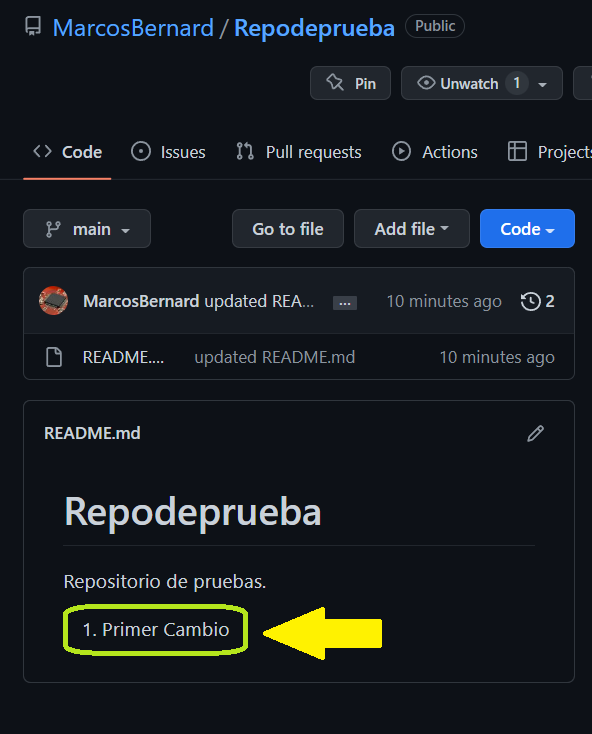 MarcosBernard / Repodeprueba Public
Pin Unwatch 1
Code Issues Pull requests Actions Projects
main Go to file Add file Code
MarcosBernard updated REA... ... 10 minutes ago 2
README.... updated README.md 10 minutes ago
README.md
Repodeprueba
Repositorio de pruebas.
1. Primer Cambio